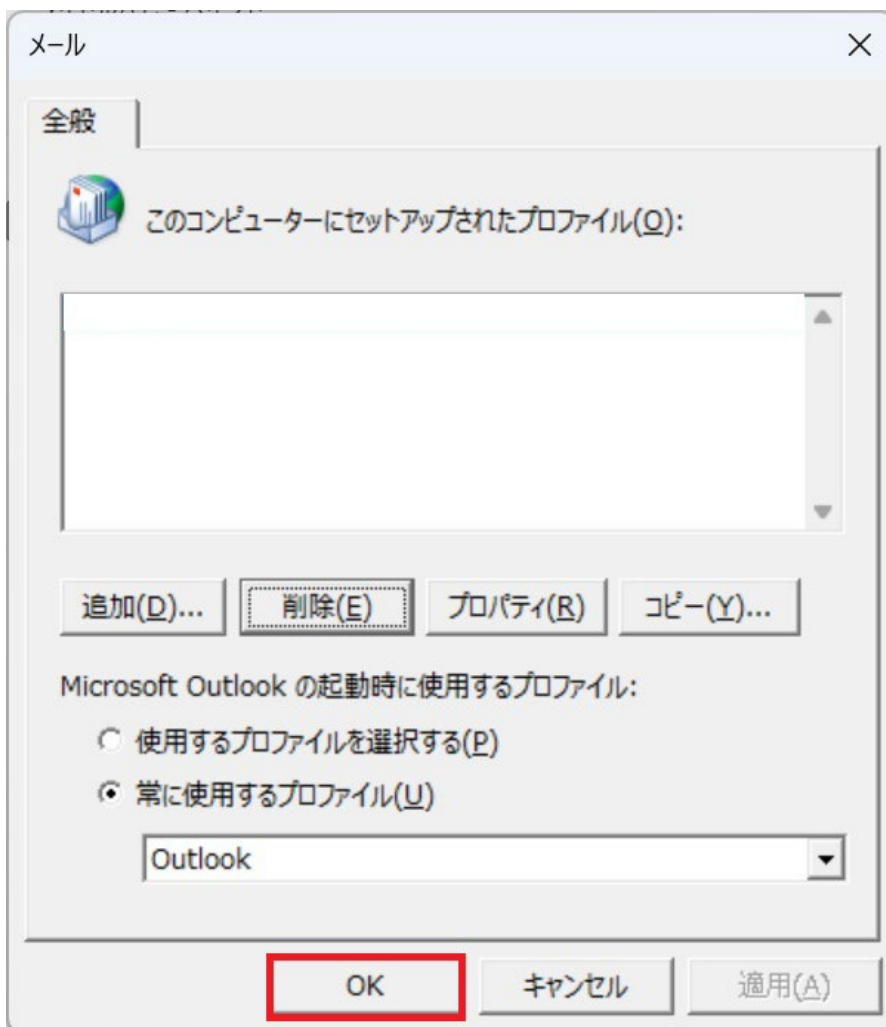 メール
全般
このコンピューターにセットアップされたプロファイル(O):
追加(D)... 削除(E) プロパティ(R) コピー(Y)...
Microsoft Outlook の起動時に使用するプロファイル:
使用するプロファイルを選択する(P)
常に使用するプロファイル(U)
Outlook
OK キャンセル 適用(A)